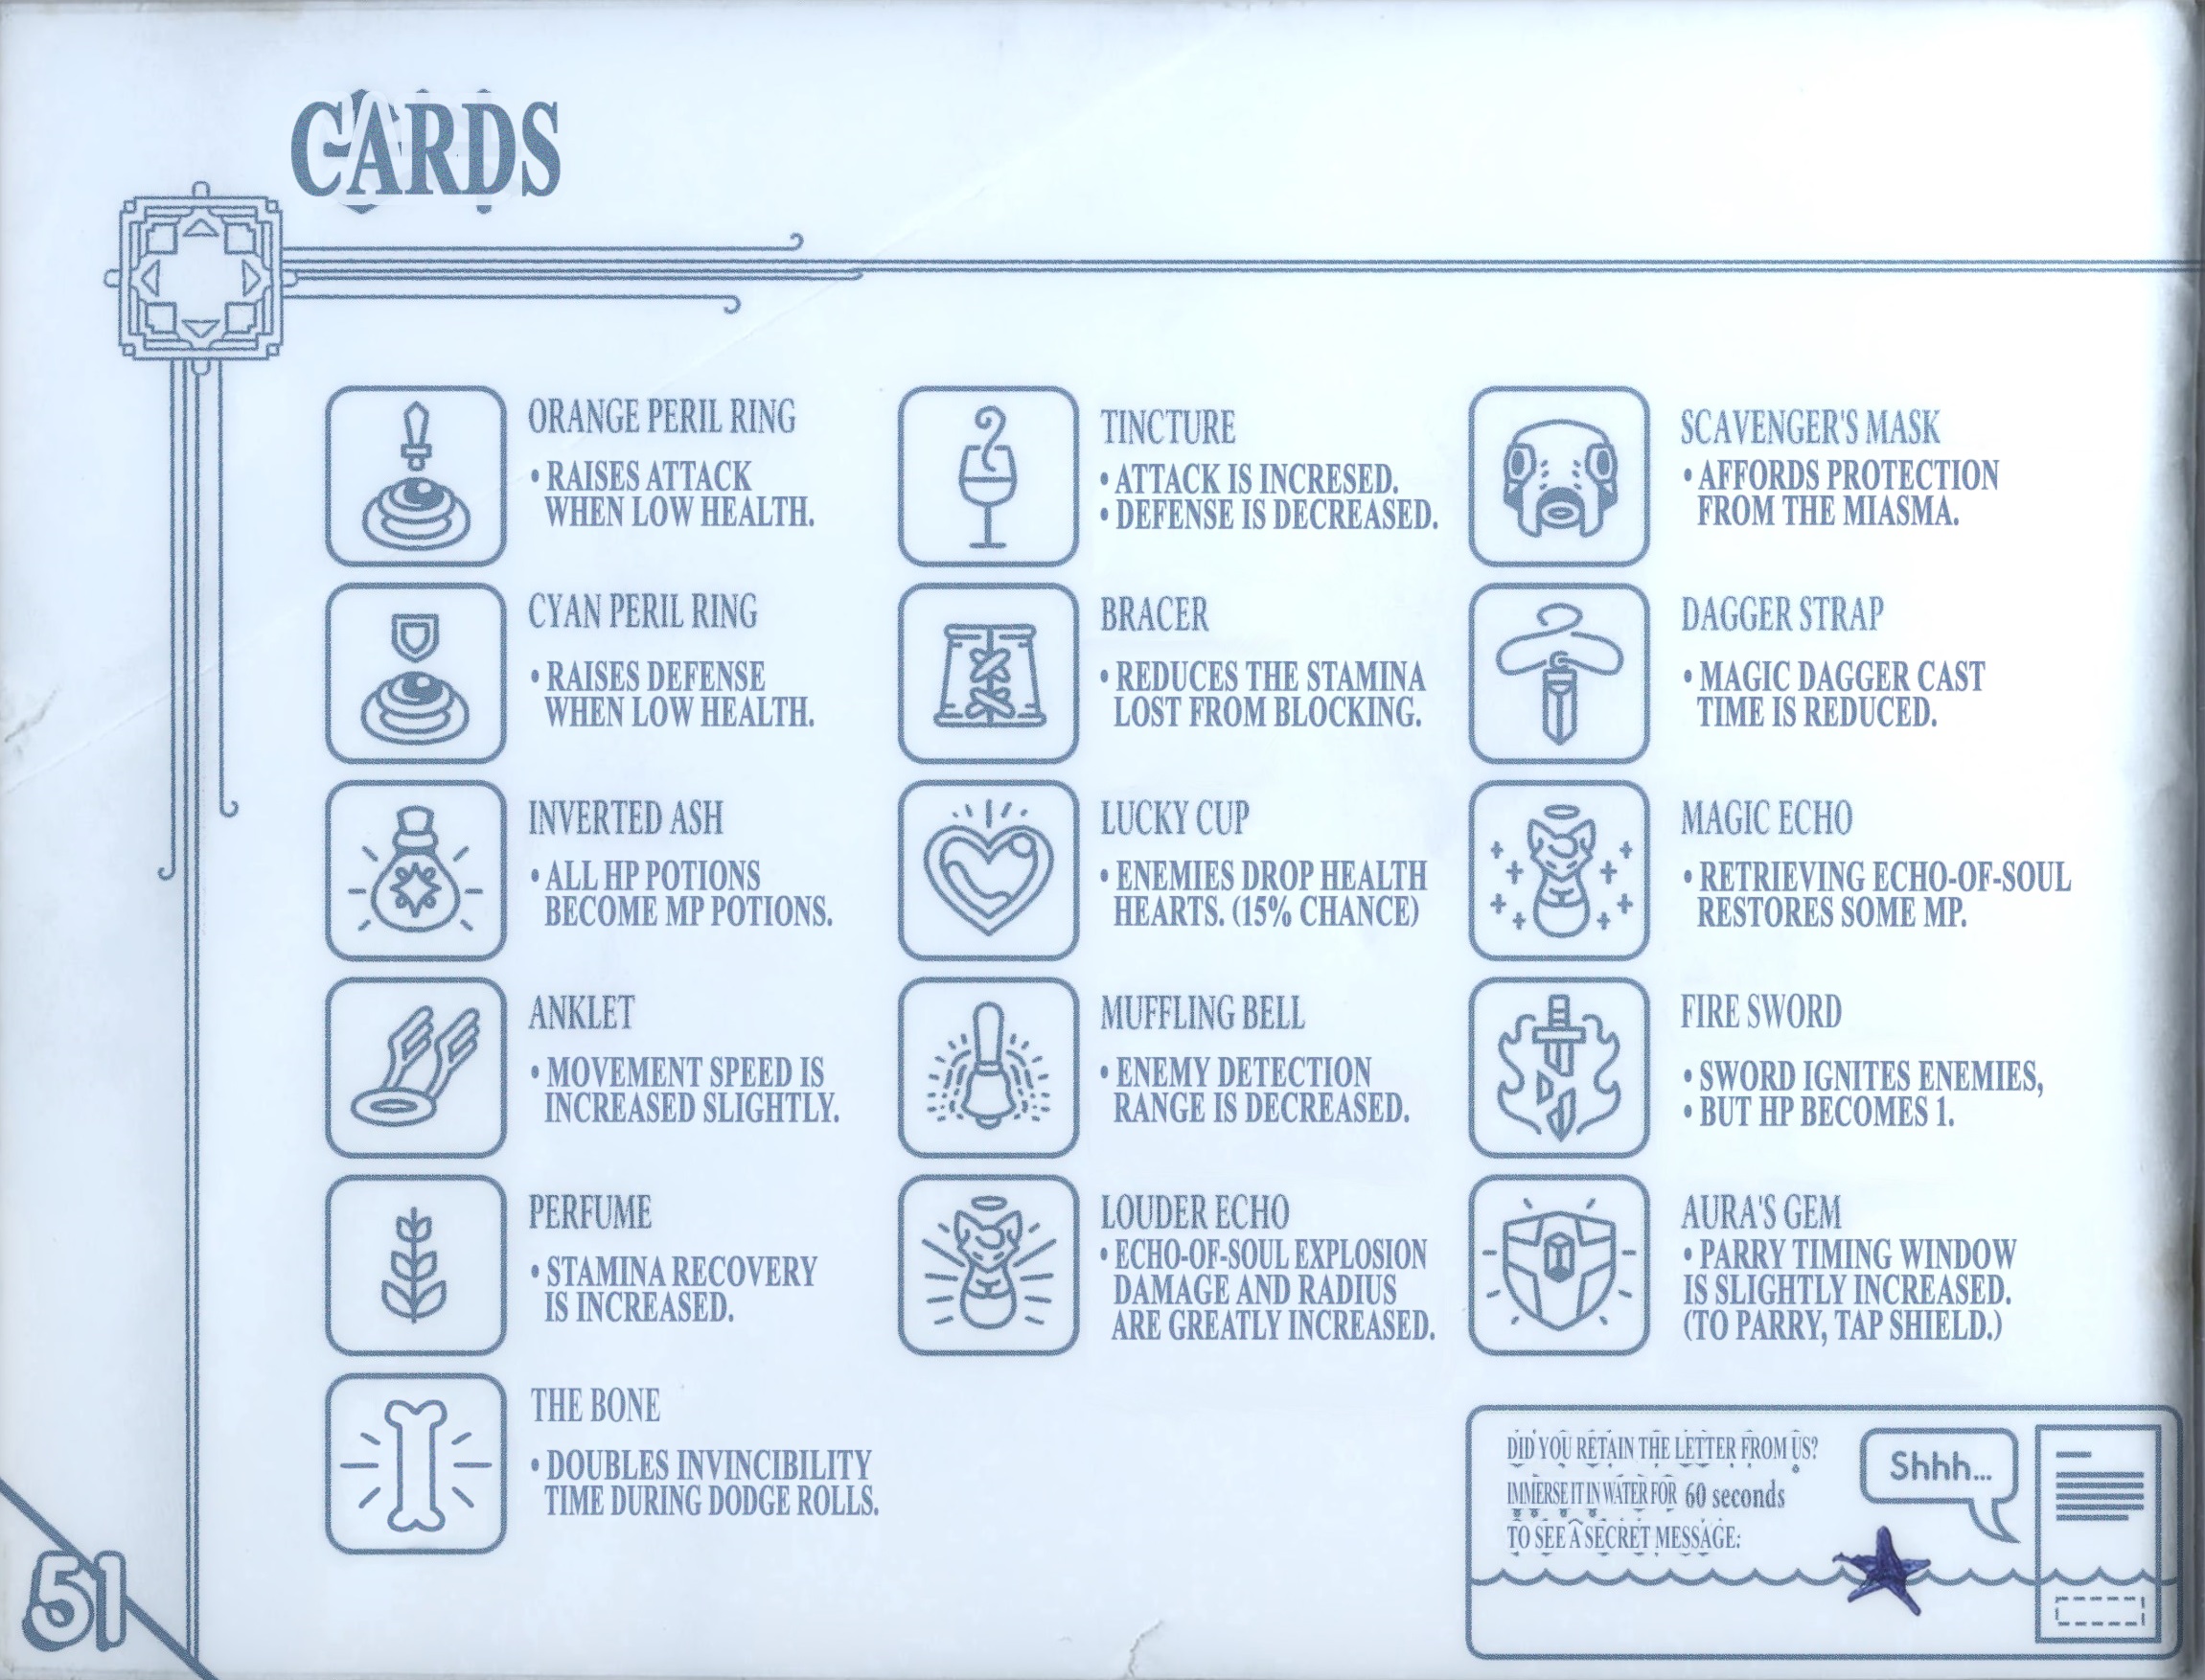 CARDS
ORANGE PERIL RING
• RAISES ATTACK
WHEN LOW HEALTH.
CYAN PERIL RING
• RAISES DEFENSE
WHEN LOW HEALTH.
INVERTED ASH
• ALL HP POTIONS
BECOME MP POTIONS.
ANKLET
• MOVEMENT SPEED IS
INCREASED SLIGHTLY.
PERFUME
• STAMINA RECOVERY
IS INCREASED.
THE BONE
• DOUBLES INVINCIBILITY
TIME DURING DODGE ROLLS.
TINCTURE
• ATTACK IS INCRESED.
• DEFENSE IS DECREASED.
BRACER
• REDUCES THE STAMINA
LOST FROM BLOCKING.
LUCKY CUP
• ENEMIES DROP HEALTH
HEARTS. (15% CHANCE)
MUFFLING BELL
• ENEMY DETECTION
RANGE IS DECREASED.
LOUDER ECHO
• ECHO-OF-SOUL EXPLOSION
DAMAGE AND RADIUS
ARE GREATLY INCREASED.
SCAVENGER'S MASK
• AFFORDS PROTECTION
FROM THE MIASMA.
DAGGER STRAP
• MAGIC DAGGER CAST
TIME IS REDUCED.
MAGIC ECHO
• RETRIEVING ECHO-OF-SOUL
RESTORES SOME MP.
FIRE SWORD
• SWORD IGNITES ENEMIES,
• BUT HP BECOMES 1.
AURA'S GEM
• PARRY TIMING WINDOW
IS SLIGHTLY INCREASED.
(TO PARRY, TAP SHIELD.)
DID YOU RETAIN THE LETTER FROM US?
IMMERSE IT IN WATER FOR 60 seconds
TO SEE A SECRET MESSAGE:
Shhh...
51